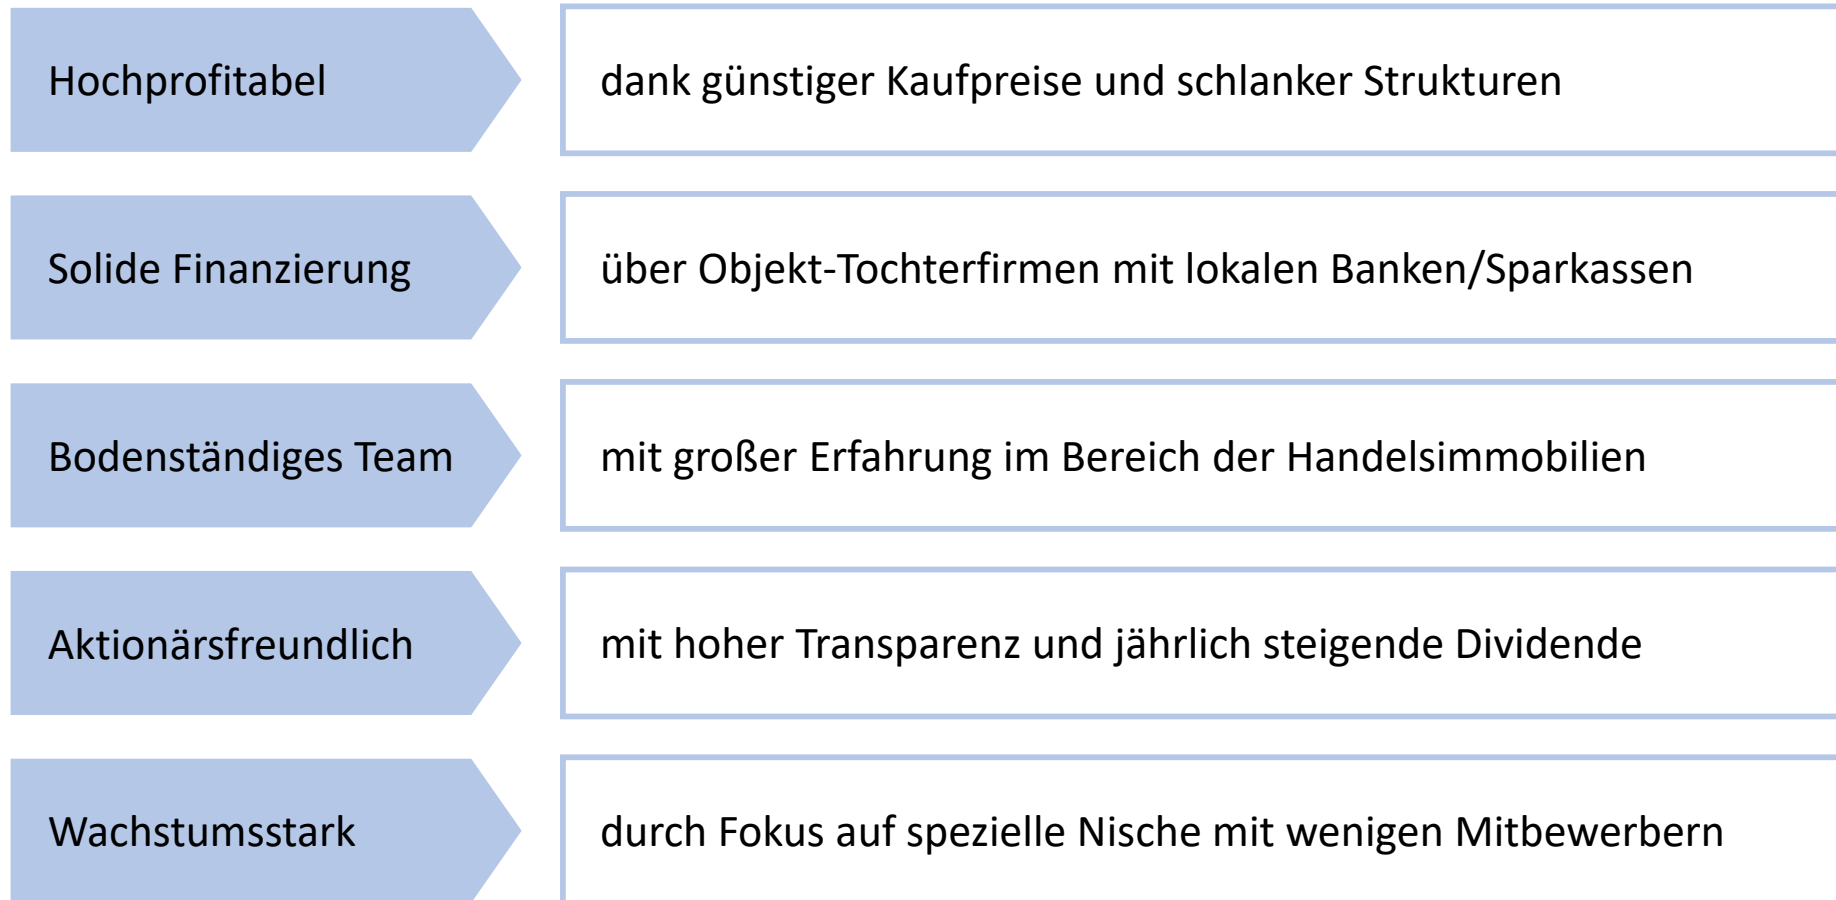 Hochprofitabel
dank günstiger Kaufpreise und schlanker Strukturen
Solide Finanzierung
über Objekt-Tochterfirmen mit lokalen Banken/Sparkassen
Bodenständiges Team
mit großer Erfahrung im Bereich der Handelsimmobilien
Aktionärsfreundlich
mit hoher Transparenz und jährlich steigende Dividende
Wachstumsstark
durch Fokus auf spezielle Nische mit wenigen Mitbewerbern